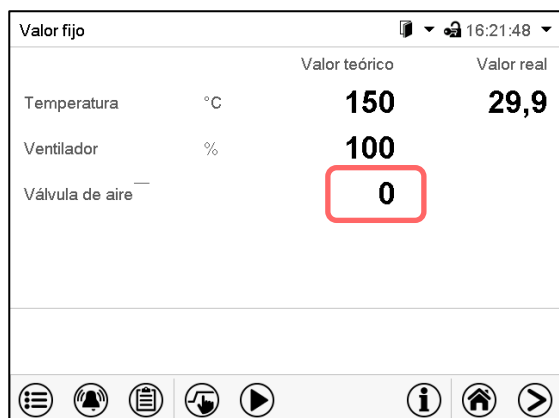 Valor fijo 16:21:48
Valor teórico Valor real
Temperatura °C 150 29,9
Ventilador % 100
Válvula de aire 0